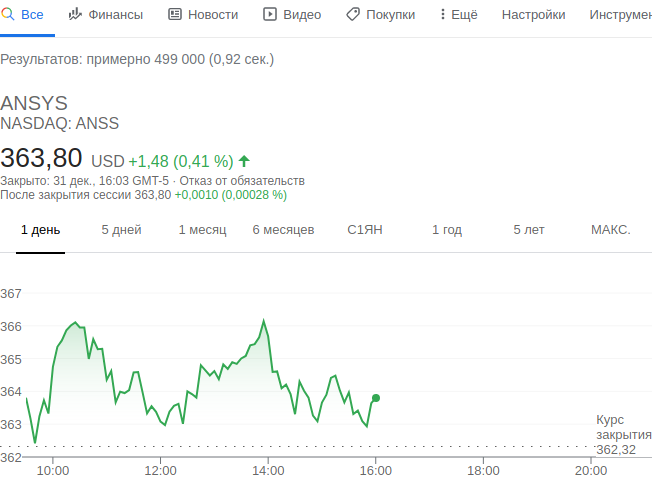 Все Финансы Новости Видео Покупки Ещё Настройки
Результатов: примерно 499 000 (0,92 сек.)
ANSYS
NASDAQ: ANSS
363,80 USD +1,48 (0,41 %)
Закрыто: 31 дек., 16:03 GMT-5 · Отказ от обязательств
После закрытия сессии 363,80 +0,0010 (0,00028 %)
1 день 5 дней 1 месяц 6 месяцев С1ЯН 1 год 5 лет МАКС.
367
366
365
364
363
Курс
закрытия
362,32
362
10:00 12:00 14:00 16:00 18:00 20:00